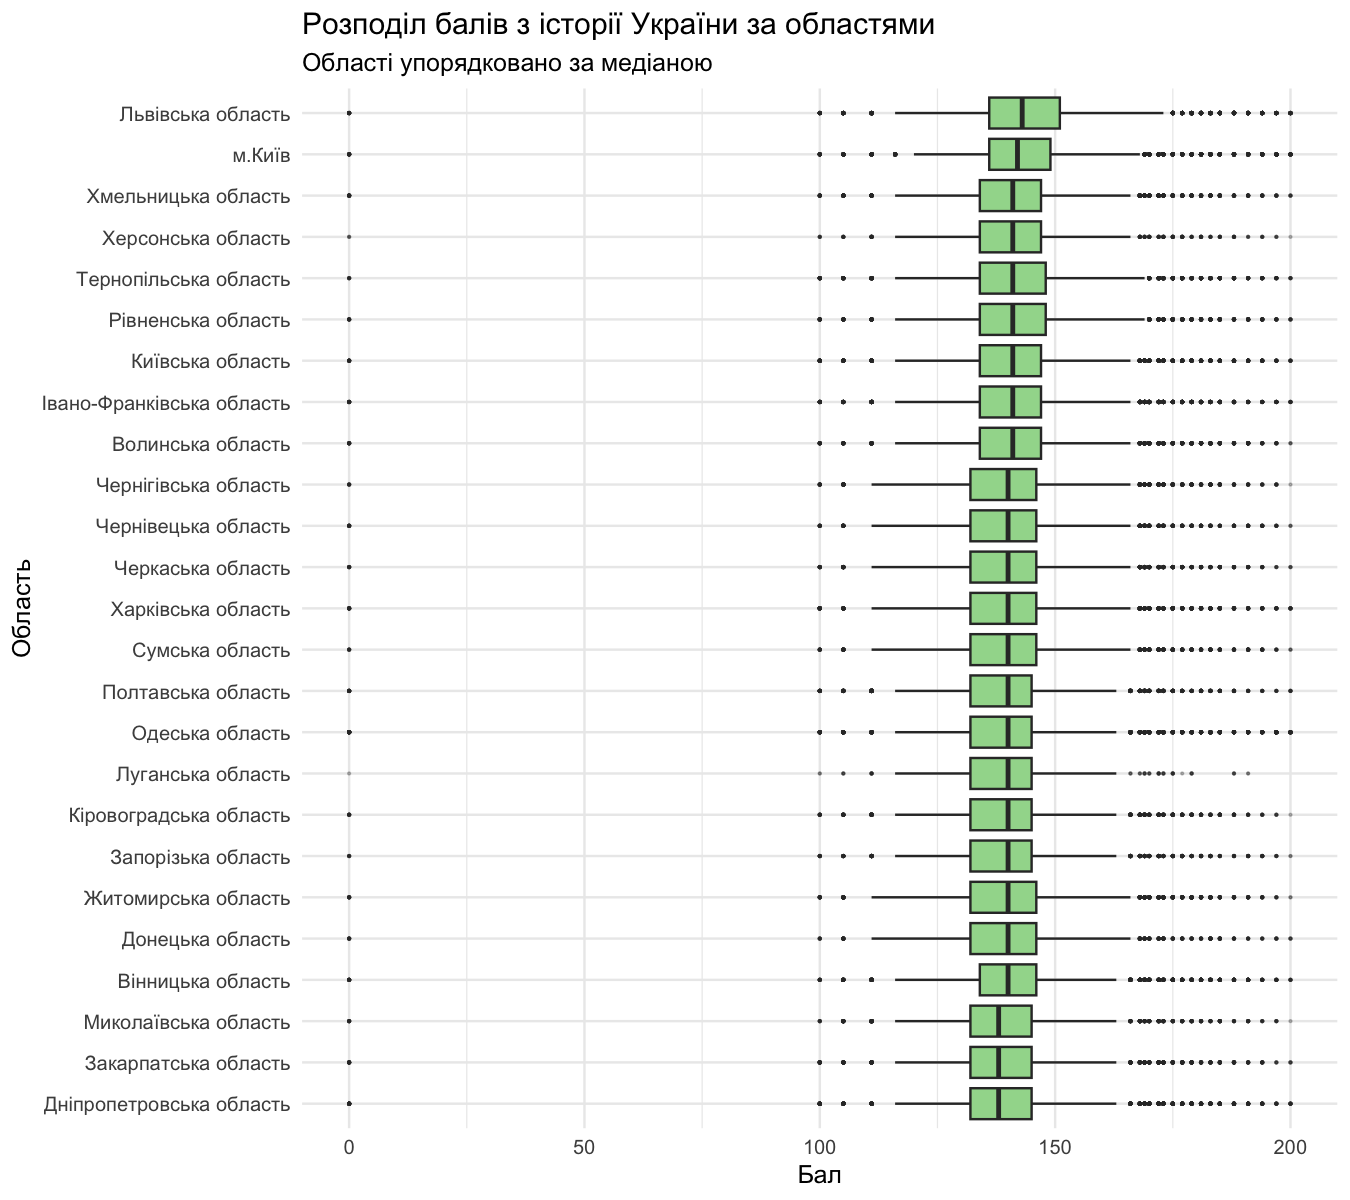 Розподіл балів з історії України за областями
Області упорядковано за медіаною
Львівська область
м.Київ
Хмельницька область
Херсонська область
Тернопільська область
Рівненська область
Київська область
Івано-Франківська область
Волинська область
Чернігівська область
Чернівецька область
Черкаська область
Харківська область
Сумська область
Полтавська область
Одеська область
Луганська область
Кіровоградська область
Запорізька область
Житомирська область
Донецька область
Вінницька область
Миколаївська область
Закарпатська область
Дніпропетровська область
Область
0 50 100 150 200
Бал